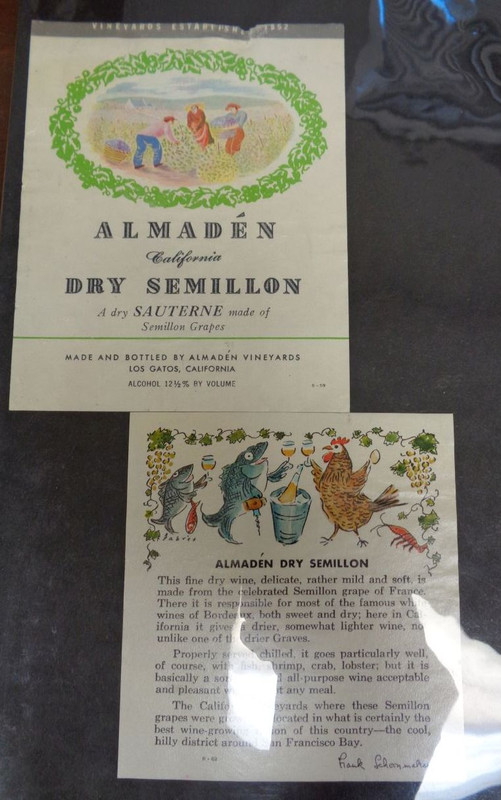 VINEYARDS ESTABLISHED 1852
ALMADÉN
California
DRY SEMILLON
A dry SAUTERNE made of
Semillon Grapes
MADE AND BOTTLED BY ALMADÉN VINEYARDS
LOS GATOS, CALIFORNIA
ALCOHOL 12½% BY VOLUME
ALMADÉN DRY SEMILLON
This fine dry wine, delicate, rather mild and soft, is
made from the celebrated Semillon grape of France.
There it is responsible for most of the famous
wines of Bordeaux, both sweet and dry; here in Cal
ifornia it gives a drier, somewhat lighter wine,
unlike one of the drier Graves.
Properly chilled, it goes particularly well,
of course, with fish, shrimp, crab, lobster; but it is
basically a all-purpose wine acceptable
and pleasant any meal.
The where these Semillon
grapes were located in what is certainly the
best wine-growing of this country—the cool,
hilly district San Francisco Bay.
Frank Schoonmaker